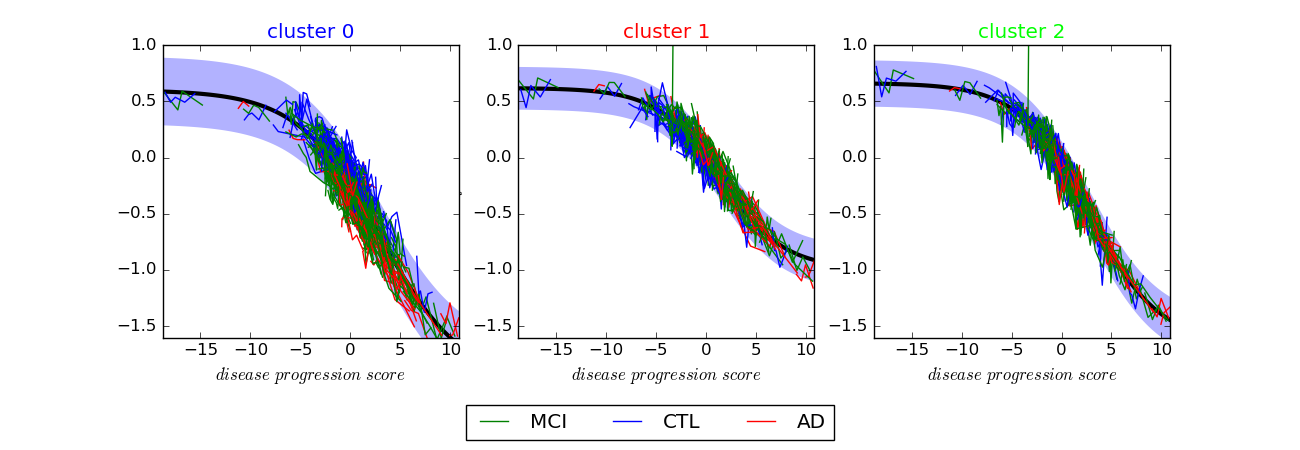 cluster 0 cluster 1 cluster 2
1.0 1.0 1.0
0.5 0.5 0.5
0.0 0.0 0.0
−0.5 −0.5 −0.5
−1.0 −1.0 −1.0
−1.5 −1.5 −1.5
−15 −10 −5 0 5 10 −15 −10 −5 0 5 10 −15 −10 −5 0 5 10
disease progression score disease progression score disease progression score
MCI CTL AD